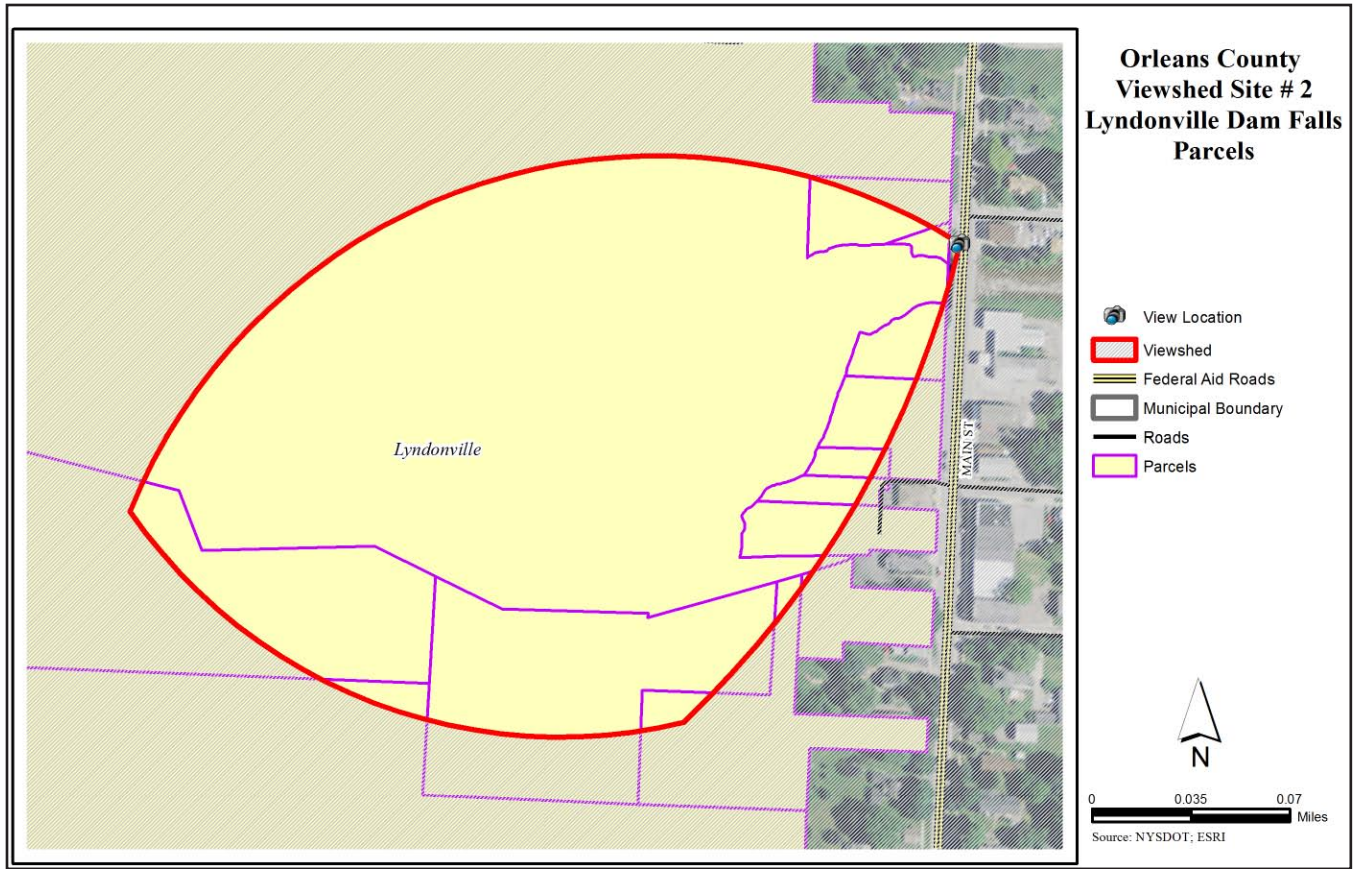 Orleans County
Viewshed Site # 2
Lyndonville Dam Falls
Parcels
Lyndonville
MAIN ST
View Location
Viewshed
Federal Aid Roads
Municipal Boundary
Roads
Parcels
N
0 0.035 0.07
Miles
Source: NYSDOT; ESRI